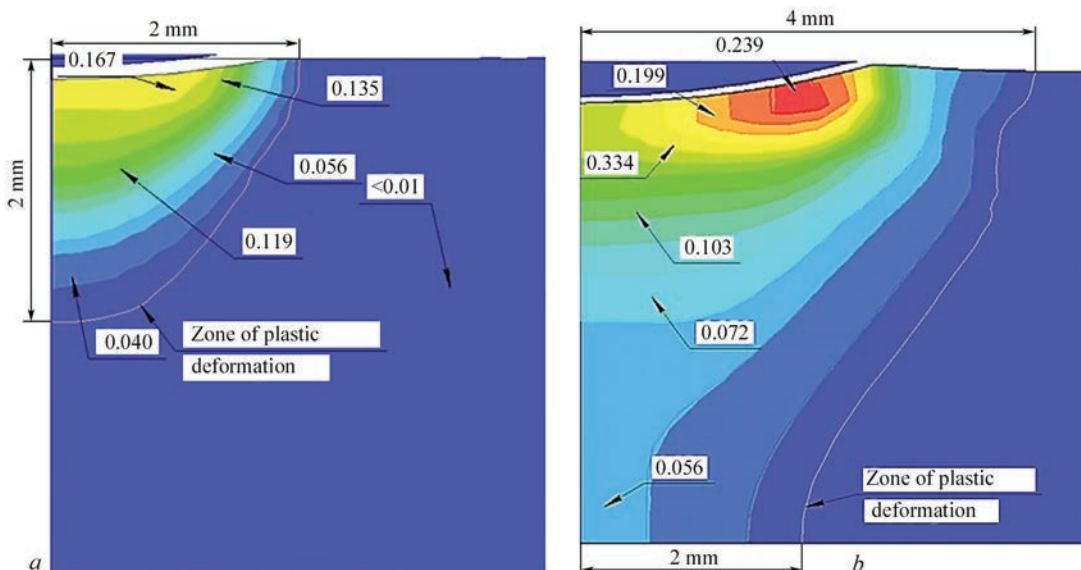 2 mm
0.167
0.135
2 mm
0.056
<0.01
0.119
0.040
Zone of plastic
deformation
a
4 mm
0.239
0.199
0.334
0.103
0.072
0.056
Zone of plastic
deformation
2 mm
b